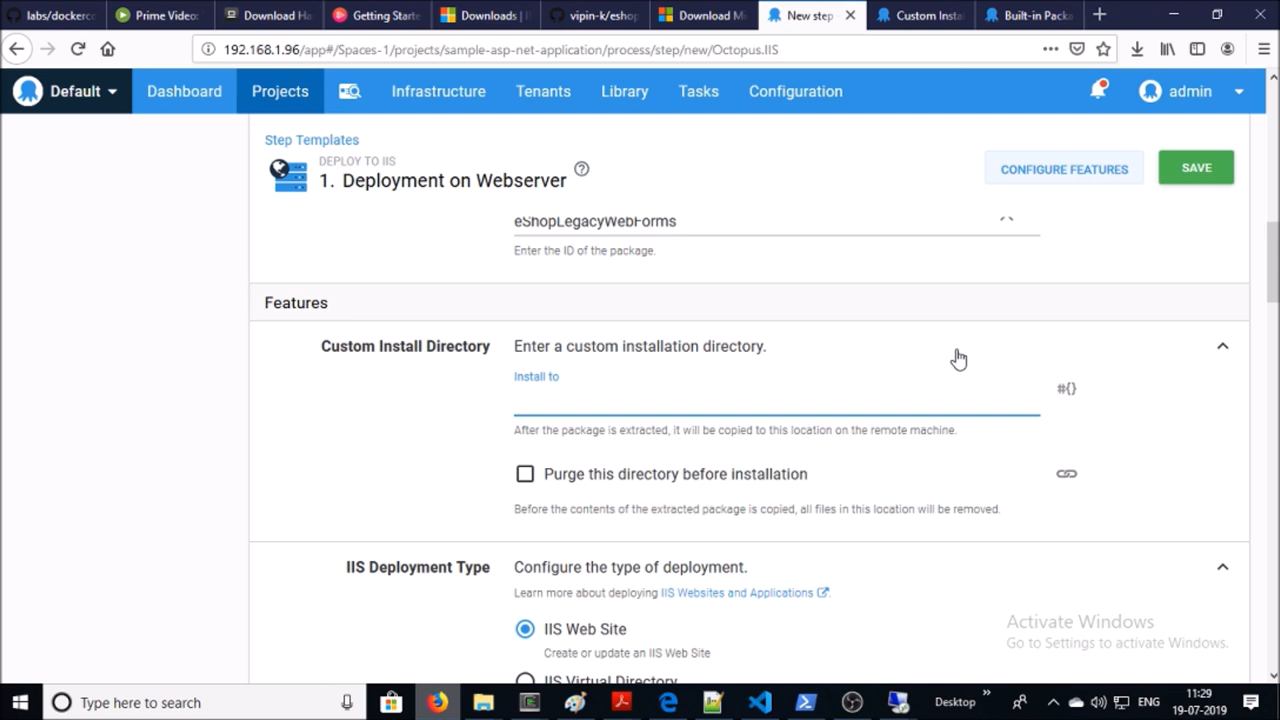 labs/dockerc
Prime Video:
Download Ha
Getting Starte
Downloads | I
vipin-k/eshop
Download Mi
New step
Custom Insta
Built-in Packa
192.168.1.96/app#/Spaces-1/projects/sample-asp-net-application/process/step/new/Octopus.IIS
Default
Dashboard
Projects
Infrastructure
Tenants
Library
Tasks
Configuration
admin
Step Templates
DEPLOY TO IIS
1. Deployment on Webserver
CONFIGURE FEATURES
SAVE
eShopLegacyWebForms
Enter the ID of the package.
Features
Custom Install Directory
Enter a custom installation directory.
Install to
#{}
After the package is extracted, it will be copied to this location on the remote machine.
Purge this directory before installation
Before the contents of the extracted package is copied, all files in this location will be removed.
IIS Deployment Type
Configure the type of deployment.
Learn more about deploying IIS Websites and Applications.
IIS Web Site
Create or update an IIS Web Site
IIS Virtual Directory
Activate Windows
Go to Settings to activate Windows.
Type here to search
Desktop
ENG
11:29
19-07-2019